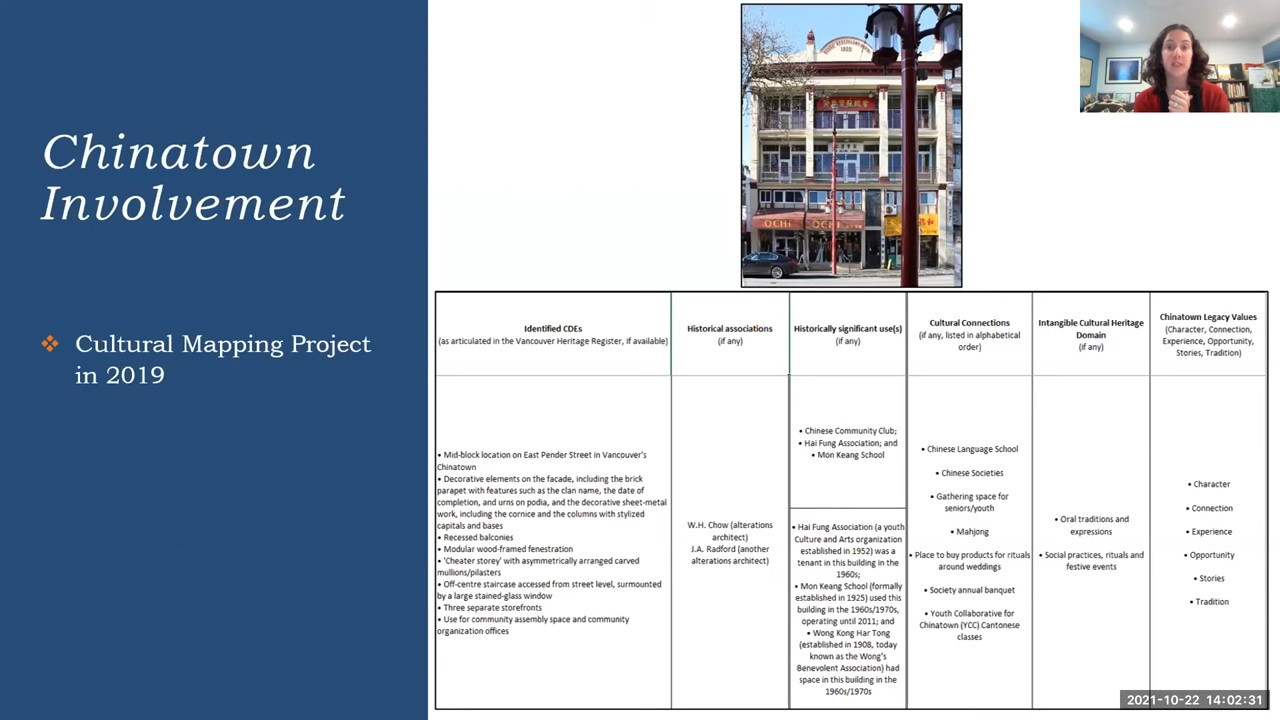 Chinatown
Involvement
❖ Cultural Mapping Project
in 2019
1920
OCHI
OCHI
Identified CDEs
(as articulated in the Vancouver Heritage Register, if available)
Historical associations
(if any)
Historically significant use(s)
(if any)
Cultural Connections
(if any, listed in alphabetical
order)
Intangible Cultural Heritage
Domain
(if any)
Chinatown Legacy Values
(Character, Connection,
Experience, Opportunity,
Stories, Tradition)
• Mid-block location on East Pender Street in Vancouver's
Chinatown
• Decorative elements on the facade, including the brick
parapet with features such as the clan name, the date of
completion, and urns on podia, and the decorative sheet-metal
work, including the cornice and the columns with stylized
capitals and bases
• Recessed balconies
• Modular wood-framed fenestration
• 'Cheater storey' with asymmetrically arranged carved
mullions/pilasters
• Off-centre staircase accessed from street level, surmounted
by a large stained-glass window
• Three separate storefronts
• Use for community assembly space and community
organization offices
W.H. Chow (alterations
architect)
J.A. Radford (another
alterations architect)
• Chinese Community Club;
• Hai Fung Association; and
• Mon Keang School
• Hai Fung Association (a youth
Culture and Arts organization
established in 1952) was a
tenant in this building in the
1960s;
• Mon Keang School (formally
established in 1925) used this
building in the 1960s/1970s,
operating until 2011; and
• Wong Kong Har Tong
(established in 1908, today
known as the Wong's
Benevolent Association) had
space in this building in the
1960s/1970s
• Chinese Language School
• Chinese Societies
• Gathering space for
seniors/youth
• Mahjong
• Place to buy products for rituals
around weddings
• Society annual banquet
• Youth Collaborative for
Chinatown (YCC) Cantonese
classes
• Oral traditions and
expressions
• Social practices, rituals and
festive events
• Character
• Connection
• Experience
• Opportunity
• Stories
• Tradition
2021-10-22 14:02:31